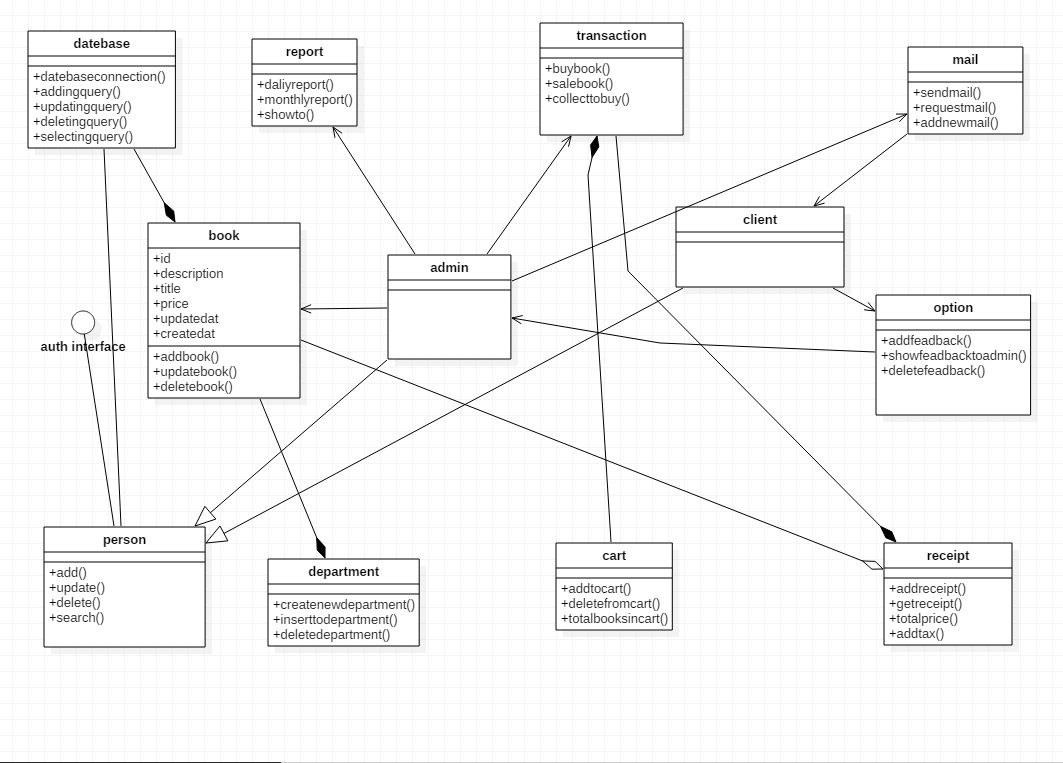 datebase
+datebaseconnection()
+addingquery()
+updatingquery()
+deletingquery()
+selectingquery()
report
+daliyreport()
+monthlyreport()
+showto()
transaction
+buybook()
+salebook()
+collecttobuy()
mail
+sendmail()
+requestmail()
+addnewmail()
book
+id
+description
+title
+price
+updatedat
+createdat
+addbook()
+updatebook()
+deletebook()
admin
client
option
+addfeadback()
+showfeadbacktoadmin()
+deletefeadback()
auth interface
person
+add()
+update()
+delete()
+search()
department
+createnewdepartment()
+inserttodepartment()
+deletedepartment()
cart
+addtocart()
+deletefromcart()
+totalbooksincart()
receipt
+addreceipt()
+getreceipt()
+totalprice()
+addtax()